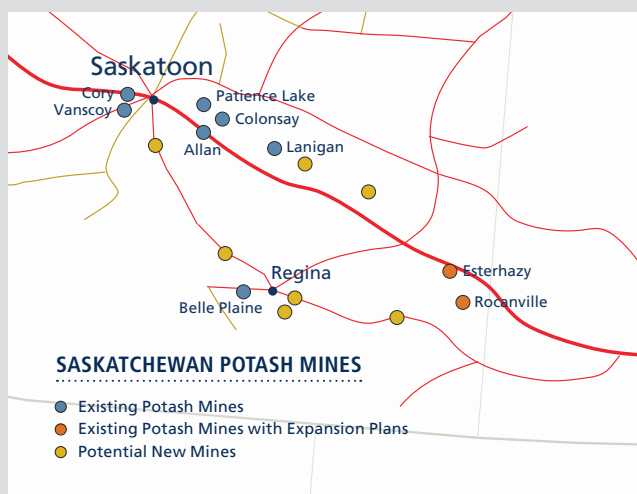 Saskatoon
Cory
Vanscoy
Patience Lake
Colonsay
Allan
Lanigan
Regina
Belle Plaine
Esterhazy
Rocanville
SASKATCHEWAN POTASH MINES
Existing Potash Mines
Existing Potash Mines with Expansion Plans
Potential New Mines